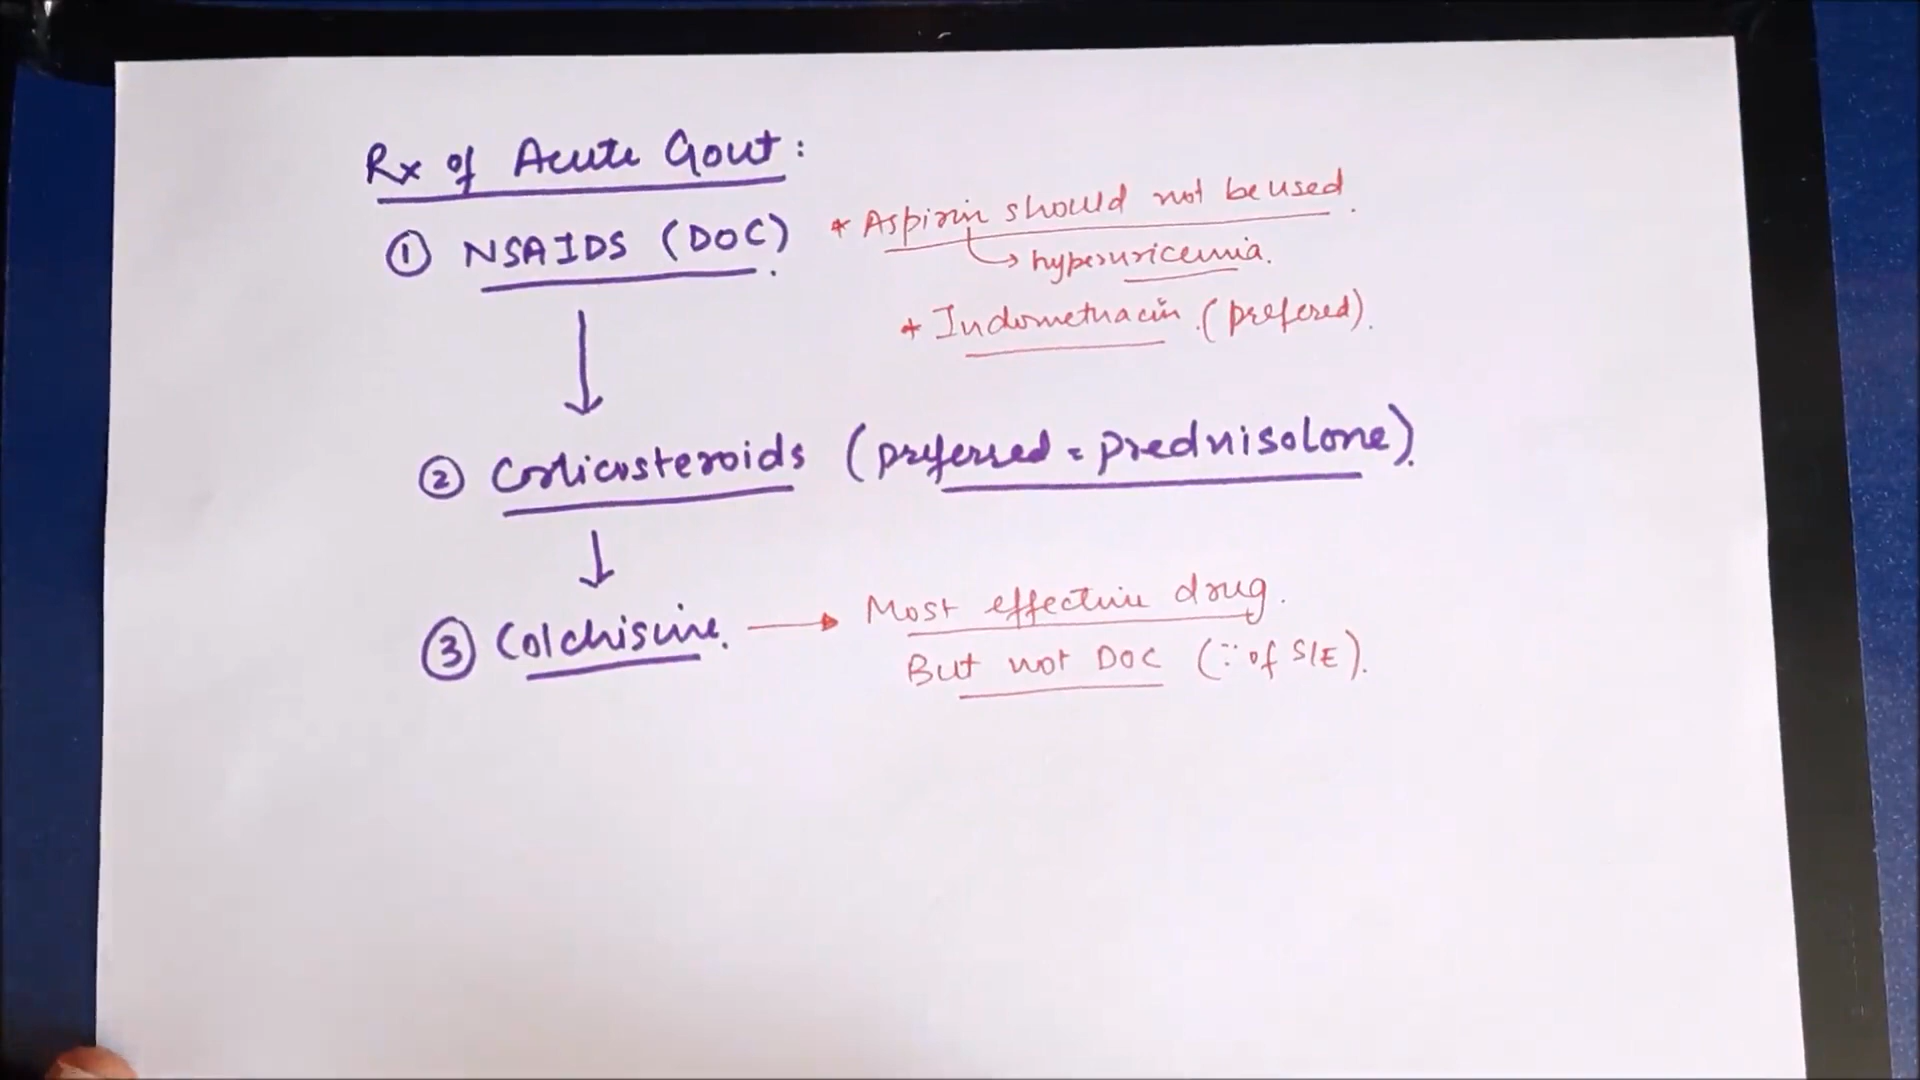 Rx of Acute Gout:
① NSAIDS (DOC)
* Aspirin should not be used.
↳ hyperuricemia.
* Indomethacin (prefered).
② Corticosteroids (preferred = prednisolone).
③ Colchisine. → Most effective drug.
But not DOC (∵ of S/E).